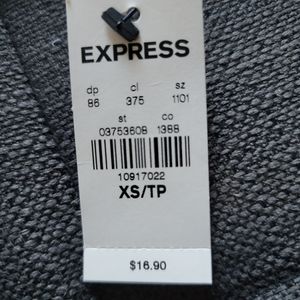 EXPRESS
dp cl sz
86 375 1101
st co
03753608 1388
10917022
XS/TP
$16.90